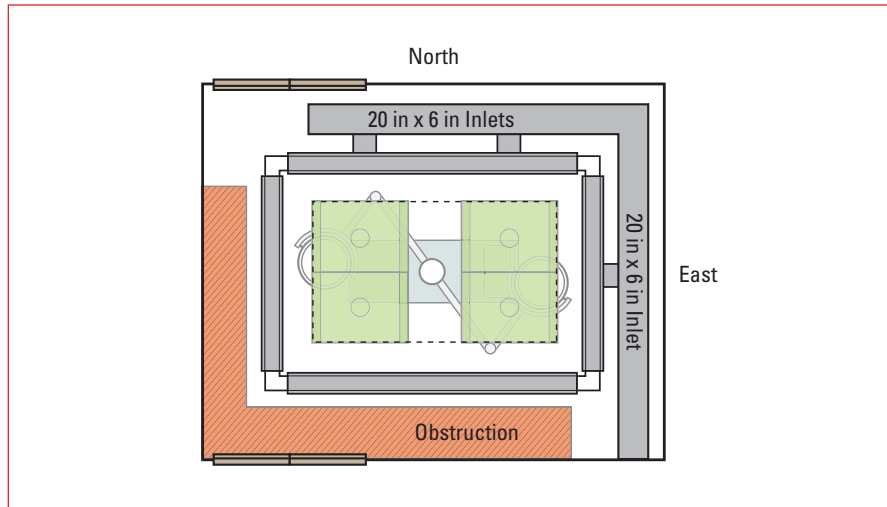 North
20 in x 6 in Inlets
20 in x 6 in Inlet
East
Obstruction